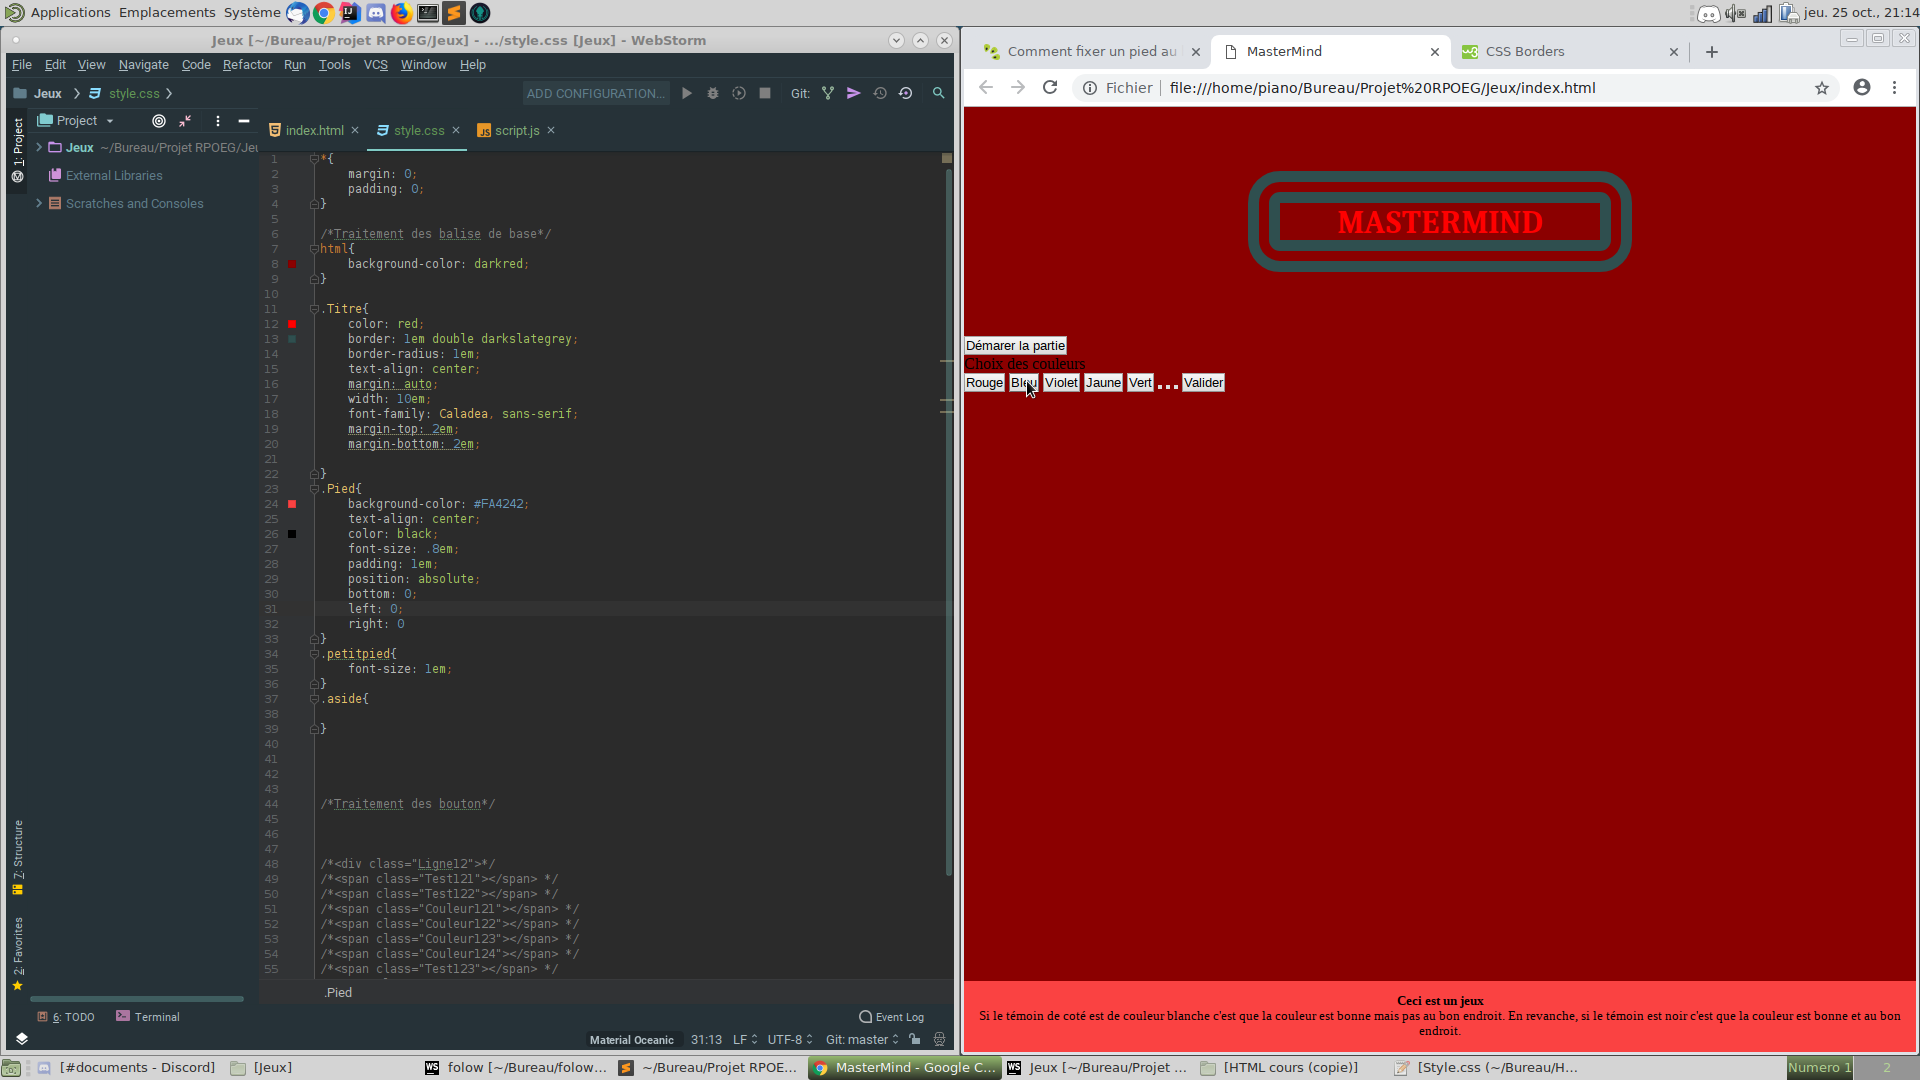 Applications Emplacements Système jeu. 25 oct., 21:14
Jeux [~/Bureau/Projet RPOEG/Jeux] - .../style.css [Jeux] - WebStorm
File Edit View Navigate Code Refactor Run Tools VCS Window Help
Jeux style.css ADD CONFIGURATION... Git:
Project
Jeux ~/Bureau/Projet RPOEG/Jeu
External Libraries
Scratches and Consoles
1: Project
7: Structure
2: Favorites
index.html style.css script.js
1 *{
2 margin: 0;
3 padding: 0;
4 }
5
6 /*Traitement des balise de base*/
7 html{
8 background-color: darkred;
9 }
10
11 .Titre{
12 color: red;
13 border: 1em double darkslategrey;
14 border-radius: 1em;
15 text-align: center;
16 margin: auto;
17 width: 10em;
18 font-family: Caladea, sans-serif;
19 margin-top: 2em;
20 margin-bottom: 2em;
21
22 }
23 .Pied{
24 background-color: #FA4242;
25 text-align: center;
26 color: black;
27 font-size: .8em;
28 padding: 1em;
29 position: absolute;
30 bottom: 0;
31 left: 0;
32 right: 0
33 }
34 .petitpied{
35 font-size: 1em;
36 }
37 .aside{
38
39 }
40
41
42
43
44 /*Traitement des bouton*/
45
46
47
48 /*<div class="Ligne12">*/
49 /*<span class="Test121"></span> */
50 /*<span class="Test122"></span> */
51 /*<span class="Couleur121"></span> */
52 /*<span class="Couleur122"></span> */
53 /*<span class="Couleur123"></span> */
54 /*<span class="Couleur124"></span> */
55 /*<span class="Test123"></span> */
.Pied
6: TODO Terminal Event Log
Material Oceanic 31:13 LF UTF-8 Git: master
Comment fixer un pied au MasterMind CSS Borders
Fichier file:///home/piano/Bureau/Projet%20RPOEG/Jeux/index.html
MASTERMIND
Démarer la partie
Choix des couleurs
Rouge Bleu Violet Jaune Vert ... Valider
Ceci est un jeux
Si le témoin de coté est de couleur blanche c'est que la couleur est bonne mais pas au bon endroit. En revanche, si le témoin est noir c'est que la couleur est bonne et au bon
endroit.
[#documents - Discord] [Jeux] folow [~/Bureau/folow... ~/Bureau/Projet RPOE... MasterMind - Google C... Jeux [~/Bureau/Projet ... [HTML cours (copie)] [Style.css (~/Bureau/H... Numero 1 2